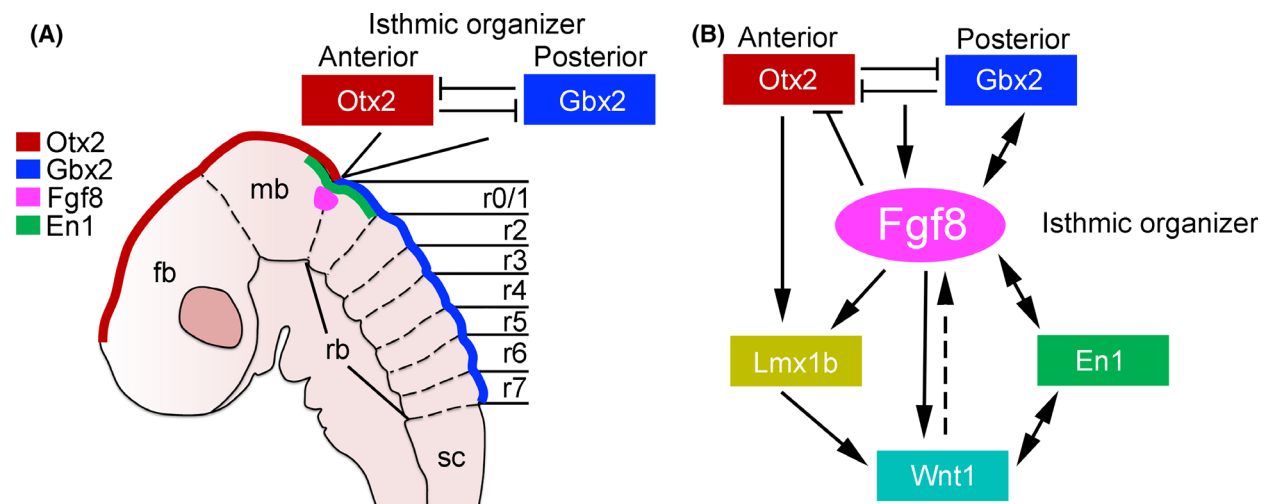 (A)
Isthmic organizer
Anterior Posterior
Otx2 Gbx2
Otx2
Gbx2
Fgf8
En1
mb
fb
rb
sc
r0/1
r2
r3
r4
r5
r6
r7
(B)
Anterior Posterior
Otx2 Gbx2
Fgf8
Isthmic organizer
Lmx1b
En1
Wnt1